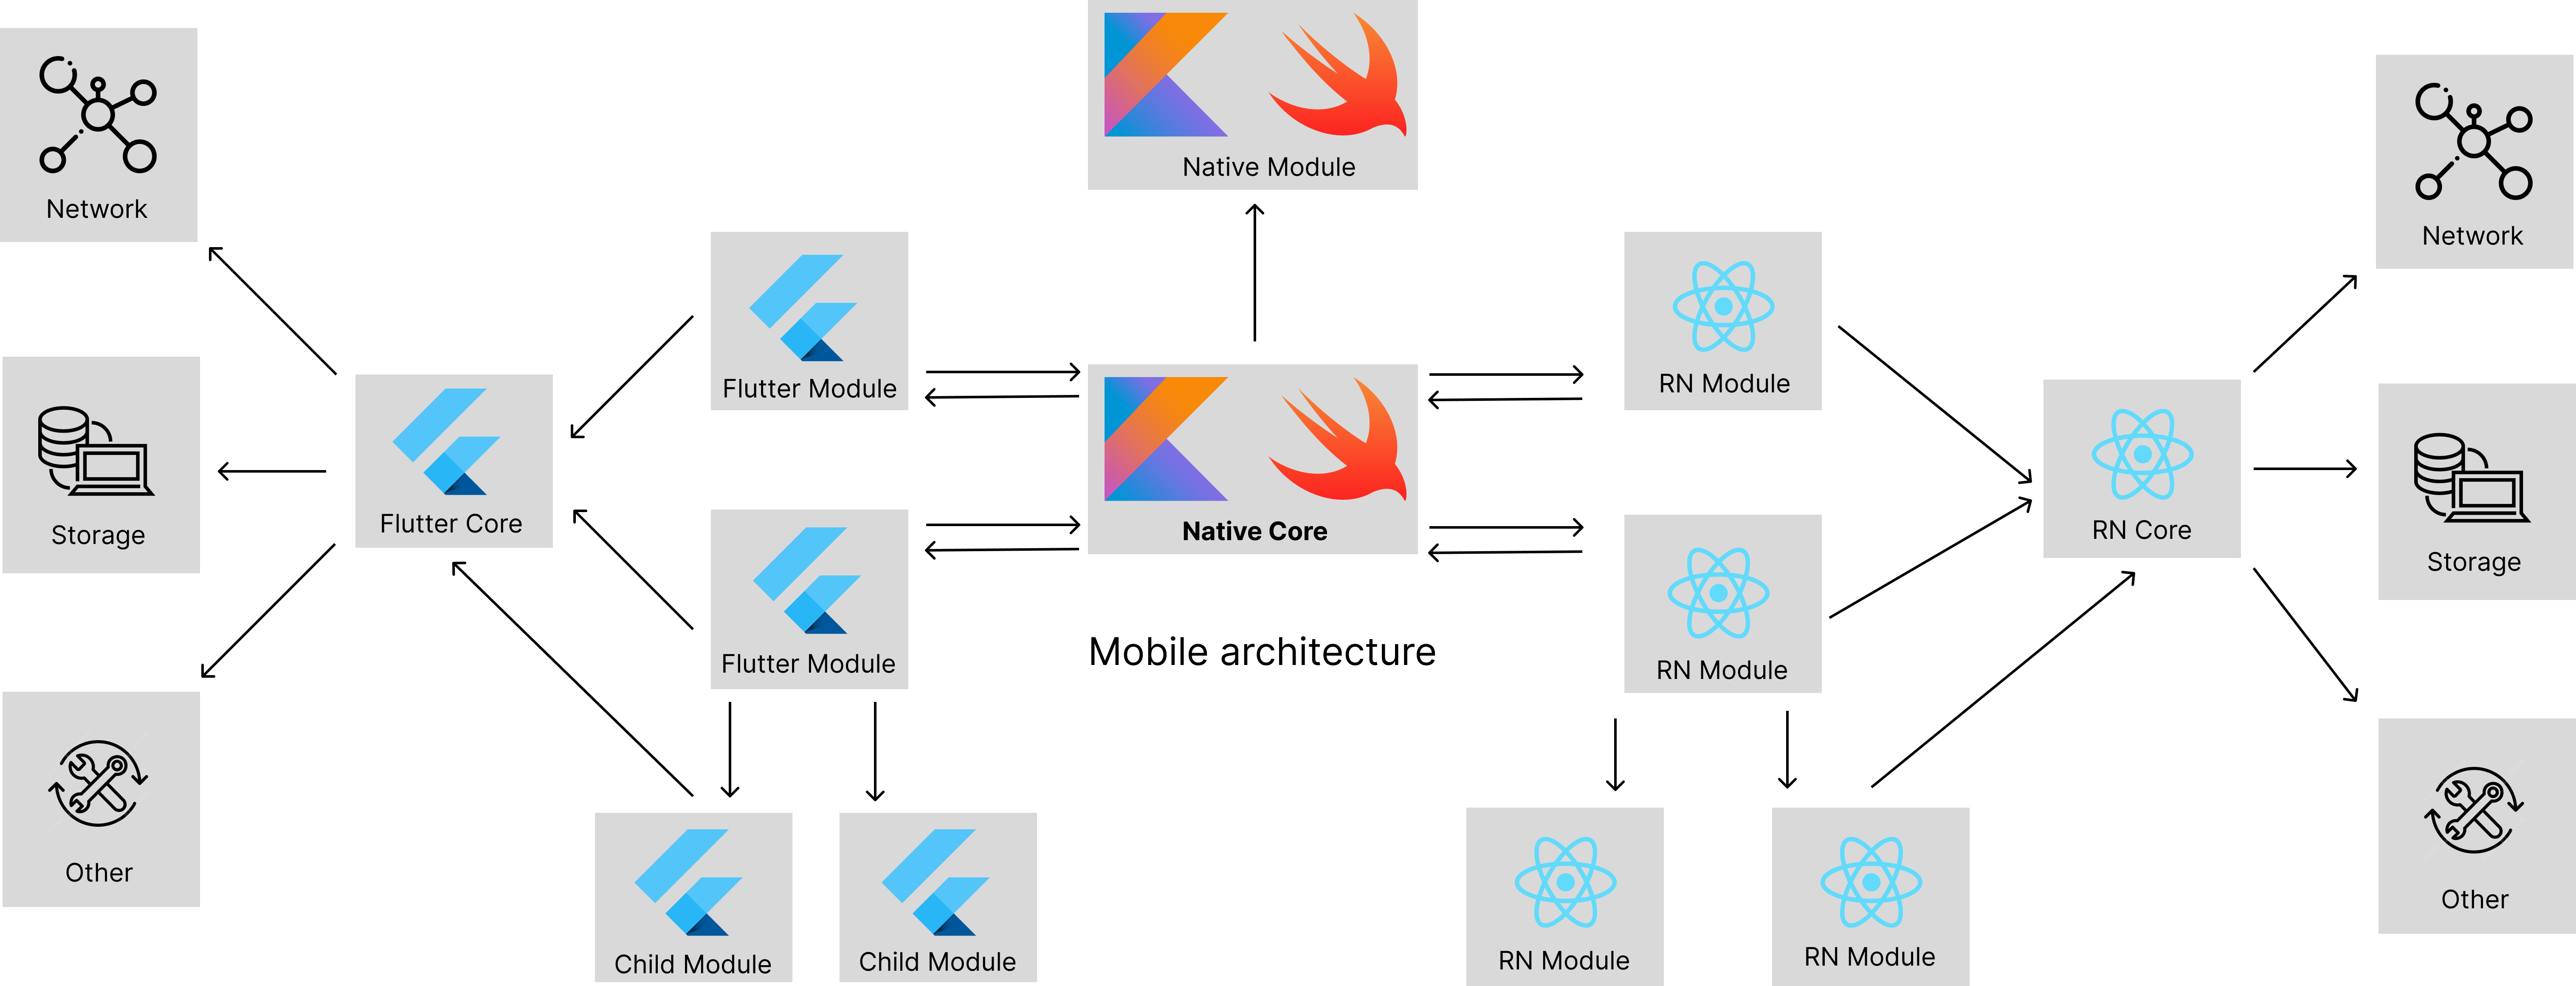 Native Module
Network
Network
Flutter Module
RN Module
Flutter Core
Native Core
RN Core
Storage
Storage
Flutter Module
Mobile architecture
RN Module
Other
Other
Child Module
Child Module
RN Module
RN Module